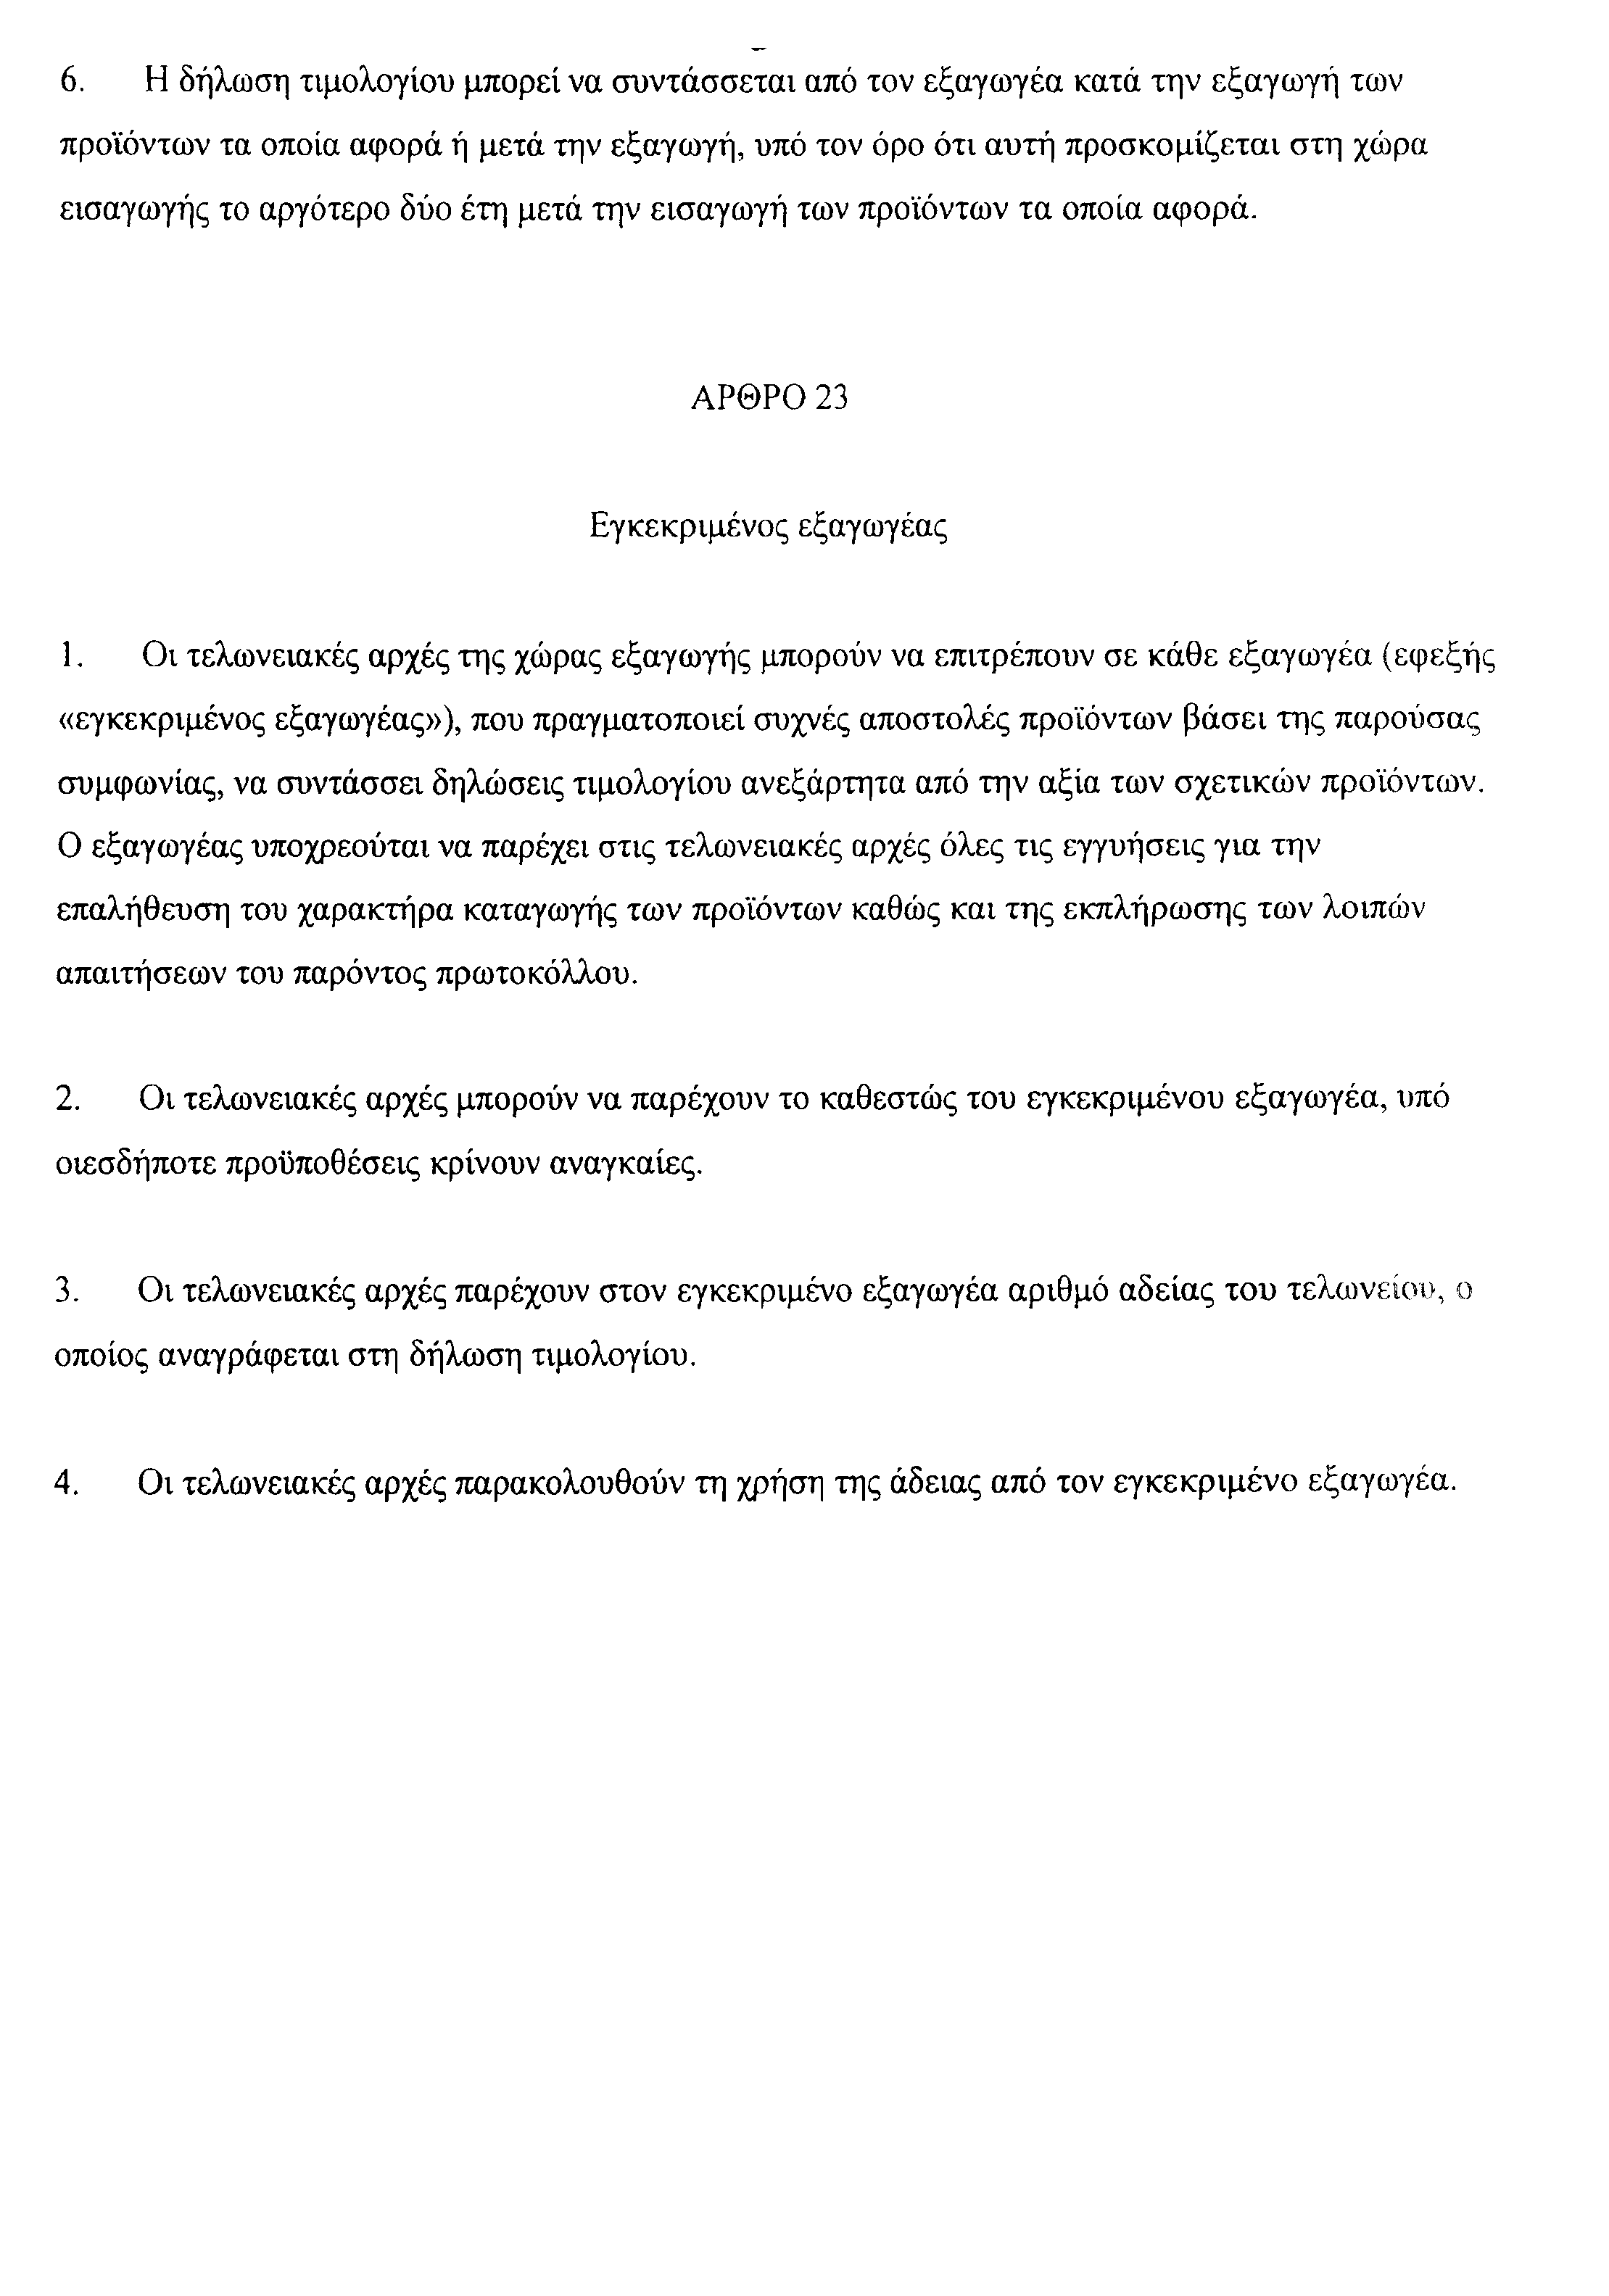 6. Η δήλωση τιμολογίου μπορεί να συντάσσεται από τον εξαγωγέα κατά την εξαγωγή των
προϊόντων τα οποία αφορά ή μετά την εξαγωγή, υπό τον όρο ότι αυτή προσκομίζεται στη χώρα
εισαγωγής το αργότερο δύο έτη μετά την εισαγωγή των προϊόντων τα οποία αφορά.
ΑΡΘΡΟ 23
Εγκεκριμένος εξαγωγέας
1. Οι τελωνειακές αρχές της χώρας εξαγωγής μπορούν να επιτρέπουν σε κάθε εξαγωγέα (εφεξής
«εγκεκριμένος εξαγωγέας»), που πραγματοποιεί συχνές αποστολές προϊόντων βάσει της παρούσας
συμφωνίας, να συντάσσει δηλώσεις τιμολογίου ανεξάρτητα από την αξία των σχετικών προϊόντων.
Ο εξαγωγέας υποχρεούται να παρέχει στις τελωνειακές αρχές όλες τις εγγυήσεις για την
επαλήθευση του χαρακτήρα καταγωγής των προϊόντων καθώς και της εκπλήρωσης των λοιπών
απαιτήσεων του παρόντος πρωτοκόλλου.
2. Οι τελωνειακές αρχές μπορούν να παρέχουν το καθεστώς του εγκεκριμένου εξαγωγέα, υπό
οιεσδήποτε προϋποθέσεις κρίνουν αναγκαίες.
3. Οι τελωνειακές αρχές παρέχουν στον εγκεκριμένο εξαγωγέα αριθμό αδείας του τελωνείου, ο
οποίος αναγράφεται στη δήλωση τιμολογίου.
4. Οι τελωνειακές αρχές παρακολουθούν τη χρήση της άδειας από τον εγκεκριμένο εξαγωγέα.